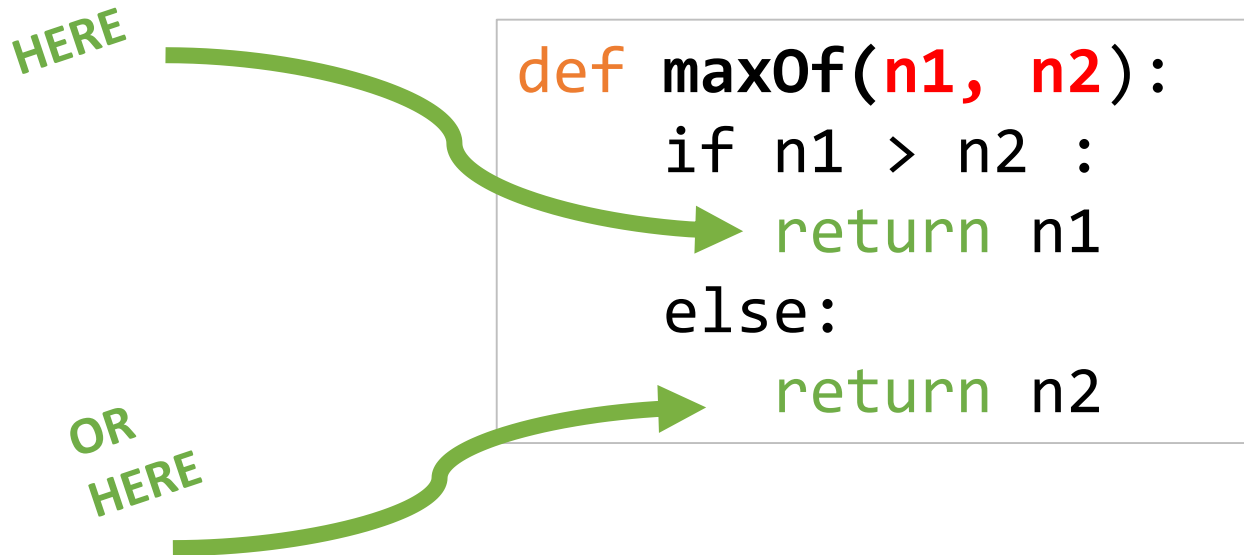 HERE
def maxOf(n1, n2):
    if n1 > n2 :
       return n1
    else:
       return n2
OR
HERE